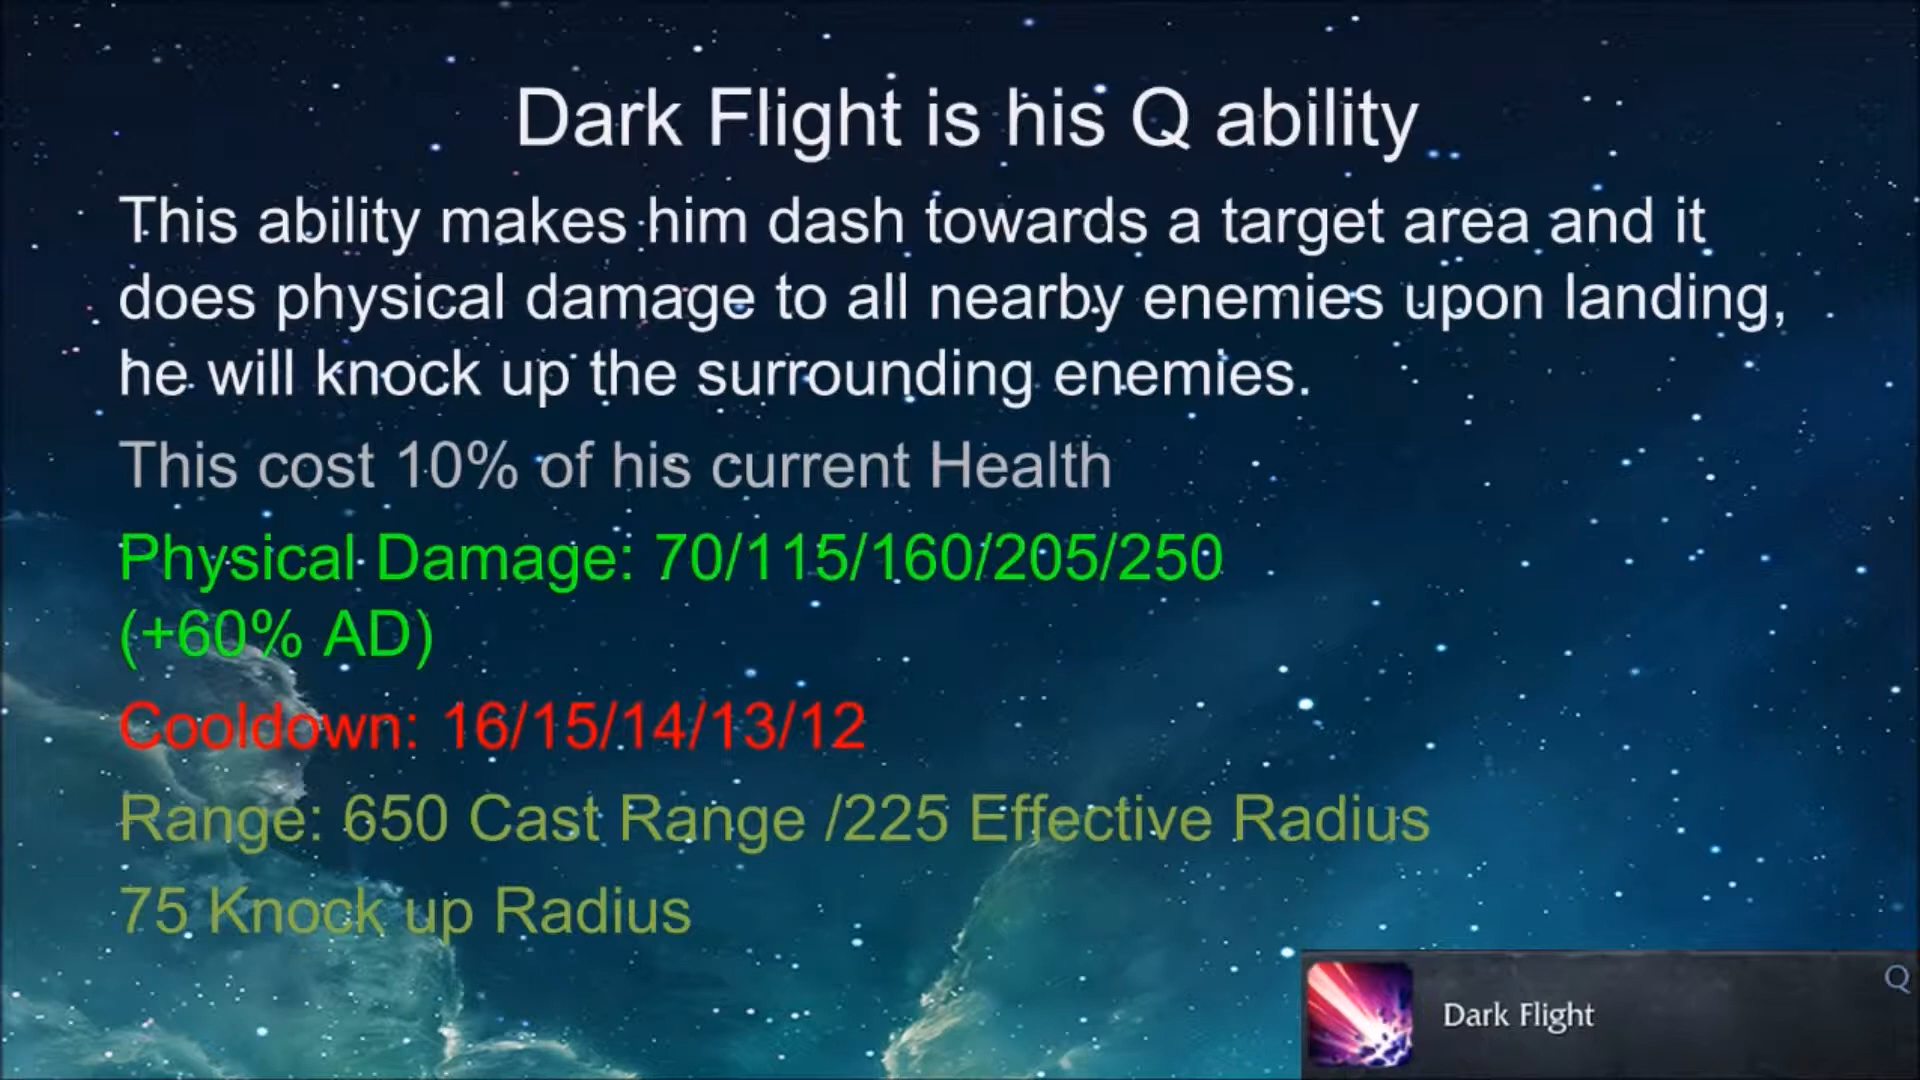 Dark Flight is his Q ability
This ability makes him dash towards a target area and it
does physical damage to all nearby enemies upon landing,
he will knock up the surrounding enemies.
This cost 10% of his current Health
Physical Damage: 70/115/160/205/250
(+60% AD)
Cooldown: 16/15/14/13/12
Range: 650 Cast Range /225 Effective Radius
75 Knock up Radius
Q
Dark Flight